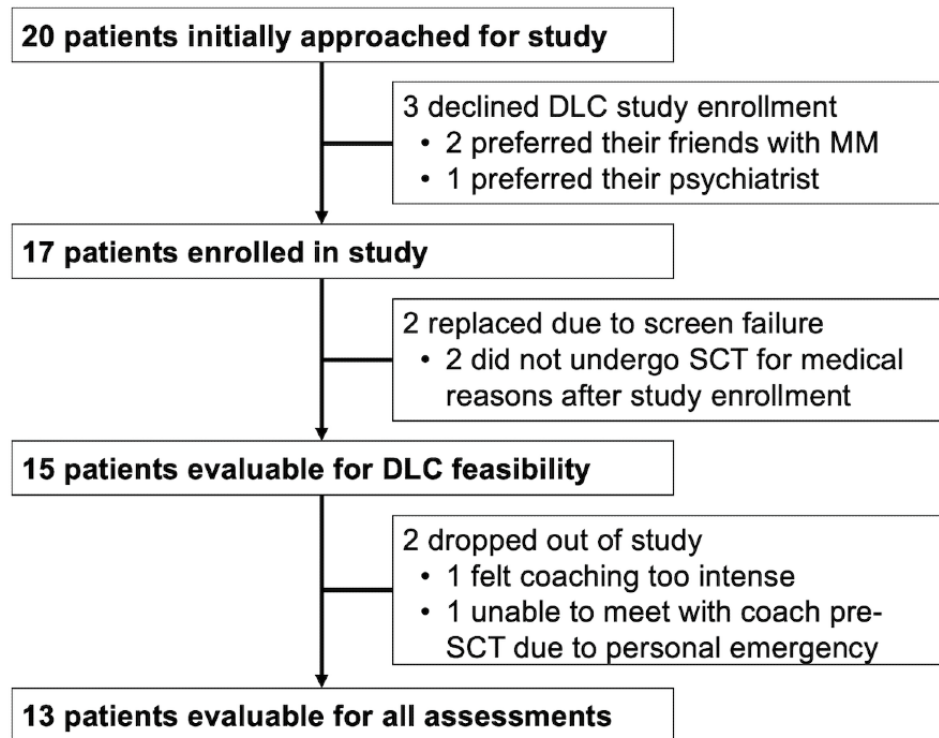 20 patients initially approached for study
3 declined DLC study enrollment
• 2 preferred their friends with MM
• 1 preferred their psychiatrist
17 patients enrolled in study
2 replaced due to screen failure
• 2 did not undergo SCT for medical
reasons after study enrollment
15 patients evaluable for DLC feasibility
2 dropped out of study
• 1 felt coaching too intense
• 1 unable to meet with coach pre-
SCT due to personal emergency
13 patients evaluable for all assessments